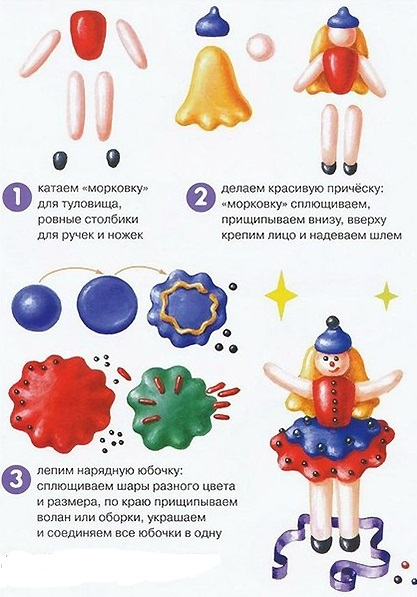 1
катаем «морковку»
для туловища,
ровные столбики
для ручек и ножек
2
делаем красивую причёску:
«морковку» сплющиваем,
прищипываем внизу, вверху
крепим лицо и надеваем шлем
3
лепим нарядную юбочку:
сплющиваем шары разного цвета
и размера, по краю прищипываем
волан или оборки, украшаем
и соединяем все юбочки в одну